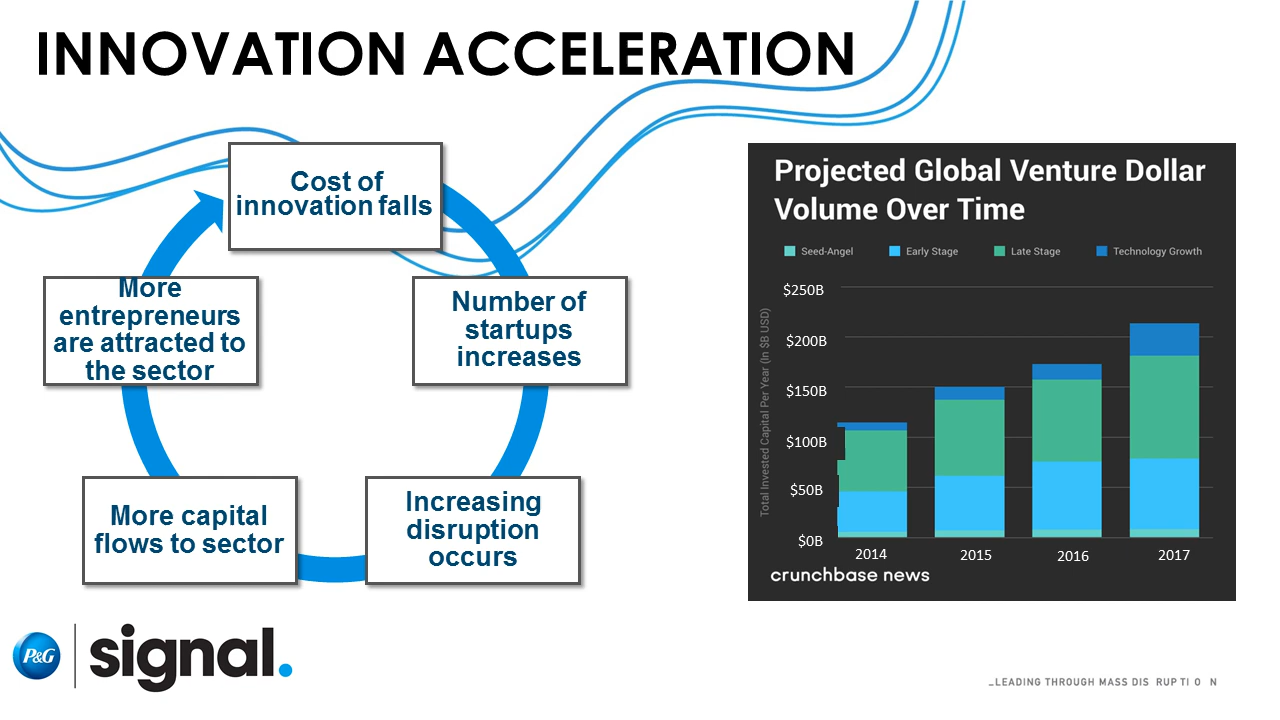 INNOVATION ACCELERATION
Cost of
innovation falls
Number of
startups
increases
Increasing
disruption
occurs
More capital
flows to sector
More
entrepreneurs
are attracted to
the sector
Projected Global Venture Dollar
Volume Over Time
Seed-Angel
Early Stage
Late Stage
Technology Growth
Total Invested Capital Per Year (In $B USD)
$250B
$200B
$150B
$100B
$50B
$0B
2014
2015
2016
2017
crunchbase news
P&G
signal.
_LEADING THROUGH MASS DIS RUP TI O N